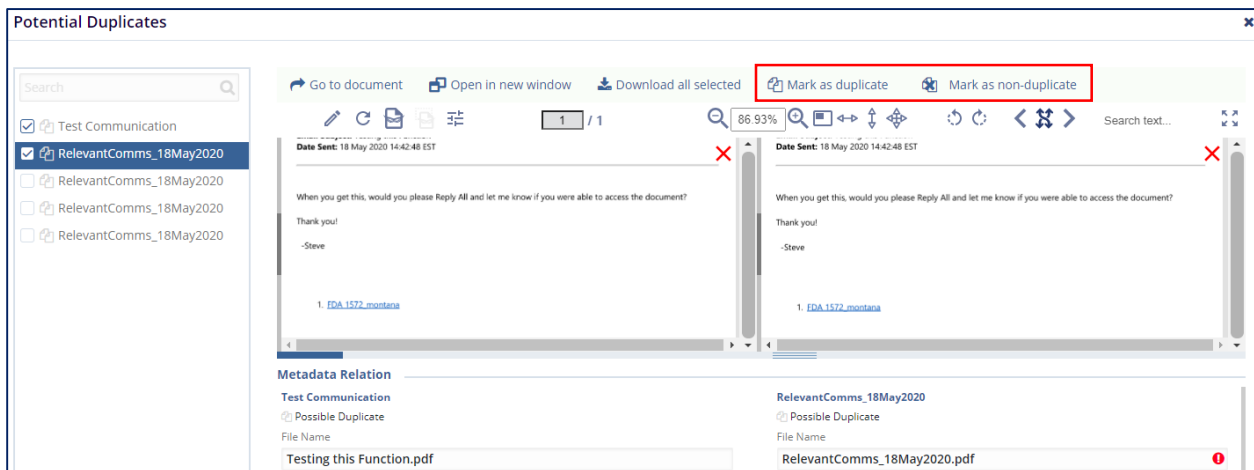 Potential Duplicates
Search
Test Communication
RelevantComms_18May2020
RelevantComms_18May2020
RelevantComms_18May2020
RelevantComms_18May2020
Go to document Open in new window Download all selected Mark as duplicate Mark as non-duplicate
1 / 1 86.93% Search text...
Date Sent: 18 May 2020 14:42:48 EST
When you get this, would you please Reply All and let me know if you were able to access the document?
Thank you!
-Steve
1. FDA 1572_montana
Date Sent: 18 May 2020 14:42:48 EST
When you get this, would you please Reply All and let me know if you were able to access the document?
Thank you!
-Steve
1. FDA 1572_montana
Metadata Relation
Test Communication
Possible Duplicate
File Name
Testing this Function.pdf
RelevantComms_18May2020
Possible Duplicate
File Name
RelevantComms_18May2020.pdf